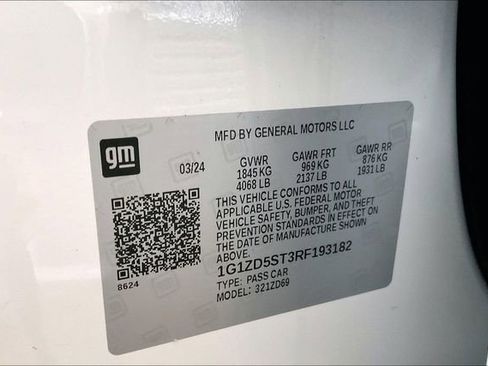 MFD BY GENERAL MOTORS LLC
gm
03/24
GVWR GAWR FRT GAWR RR
1845 KG 969 KG 876 KG
4068 LB 2137 LB 1931 LB
THIS VEHICLE CONFORMS TO ALL
APPLICABLE U.S. FEDERAL MOTOR
VEHICLE SAFETY, BUMPER, AND THEFT
PREVENTION STANDARDS IN EFFECT ON
THE DATE OF MANUFACTURE SHOWN
ABOVE.
1G1ZD5ST3RF193182
TYPE: PASS CAR
MODEL: 321ZD69
8624